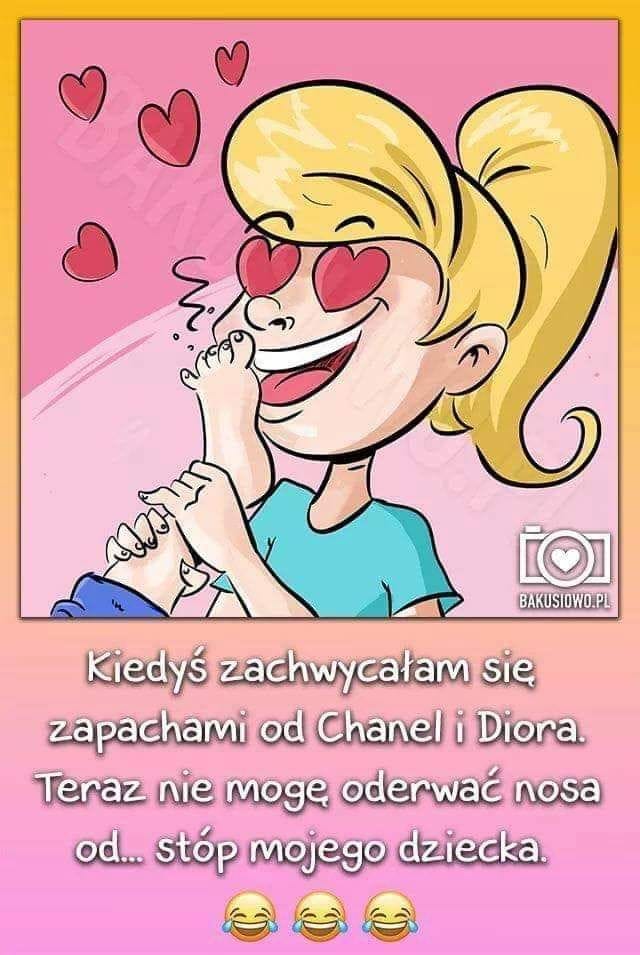 BAKUSIOWO.PL
Kiedyś zachwycałam się
zapachami od Chanel i Diora.
Teraz nie mogę oderwać nosa
od... stóp mojego dziecka.